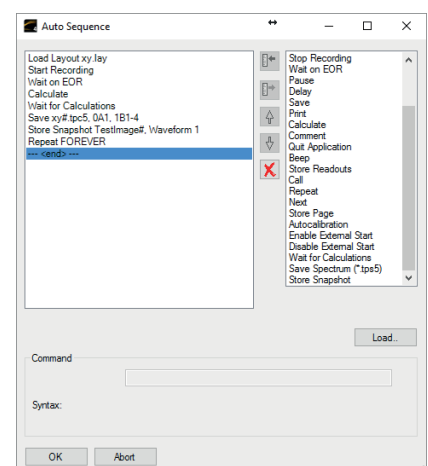 Auto Sequence
Load Layout xy.lay
Start Recording
Wait on EOR
Calculate
Wait for Calculations
Save xy#.tpc5, 0A1, 1B1-4
Store Snapshot TestImage#, Waveform 1
Repeat FOREVER
--- <end> ---
Stop Recording
Wait on EOR
Pause
Delay
Save
Print
Calculate
Comment
Quit Application
Beep
Store Readouts
Call
Repeat
Next
Store Page
Autocalibration
Enable External Start
Disable External Start
Wait for Calculations
Save Spectrum (*.tps5)
Store Snapshot
Load..
Command
Syntax:
OK
Abort